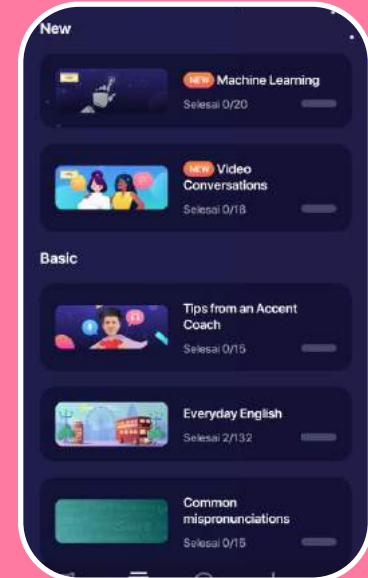 New
NEW Machine Learning
Selesai 0/20
NEW Video
Conversations
Selesai 0/18
Basic
Tips from an Accent
Coach
Selesai 0/15
Everyday English
Selesai 2/132
Common
mispronunciations
Selesai 0/15